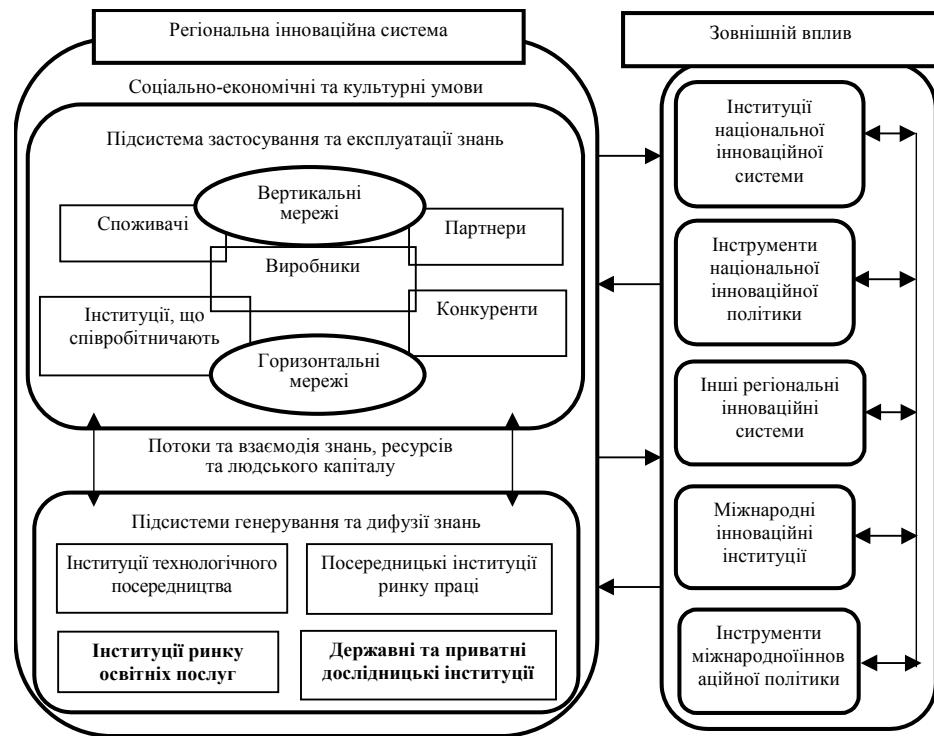 Регіональна інноваційна система
Соціально-економічні та культурні умови
Підсистема застосування та експлуатації знань
Вертикальні
мережі
Споживачі
Партнери
Виробники
Інституції, що
співробітничають
Конкуренти
Горизонтальні
мережі
Потоки та взаємодія знань, ресурсів
та людського капіталу
Підсистеми генерування та дифузії знань
Інституції технологічного
посередництва
Посередницькі інституції
ринку праці
Інституції ринку
освітніх послуг
Державні та приватні
дослідницькі інституції
Зовнішній вплив
Інституції
національної
інноваційної
системи
Інструменти
національної
інноваційної
політики
Інші регіональні
інноваційні
системи
Міжнародні
інноваційні
інституції
Інструменти
міжнародноїіннов
аційної політики